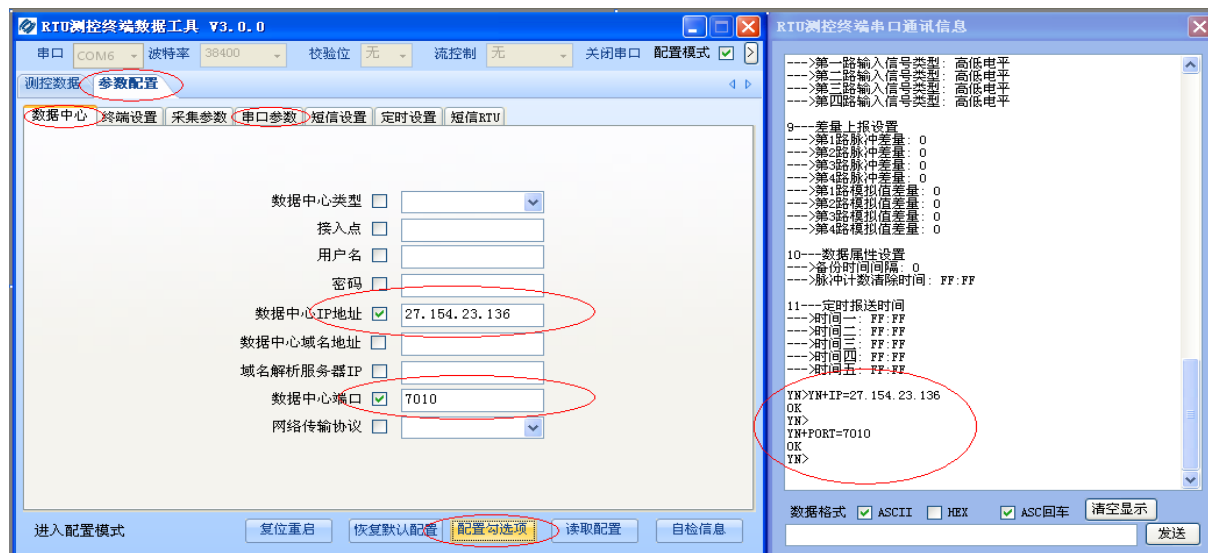 RTU测控终端数据工具 V3.0.0
串口 COM6 波特率 38400 校验位 无 流控制 无 关闭串口 配置模式
测控数据 参数配置
数据中心 终端设置 采集参数 串口参数 短信设置 定时设置 短信RTU
数据中心类型
接入点
用户名
密码
数据中心IP地址 27.154.23.136
数据中心域名地址
域名解析服务器IP
数据中心端口 7010
网络传输协议
进入配置模式 复位重启 恢复默认配置 配置勾选项 读取配置 自检信息
RTU测控终端串口通讯信息
--->第一路输入信号类型: 高低电平
--->第二路输入信号类型: 高低电平
--->第三路输入信号类型: 高低电平
--->第四路输入信号类型: 高低电平
9---差量上报设置
--->第1路脉冲差量: 0
--->第2路脉冲差量: 0
--->第3路脉冲差量: 0
--->第4路脉冲差量: 0
--->第1路模拟值差量: 0
--->第2路模拟值差量: 0
--->第3路模拟值差量: 0
--->第4路模拟值差量: 0
10---数据属性设置
--->备份时间间隔: 0
--->脉冲计数清除时间: FF:FF
11---定时报送时间
--->时间一: FF:FF
--->时间二: FF:FF
--->时间三: FF:FF
--->时间四: FF:FF
--->时间五: FF:FF
YN>YN+IP=27.154.23.136
OK
YN>
YN+PORT=7010
OK
YN>
数据格式 ASCII HEX ASC回车 清空显示
发送